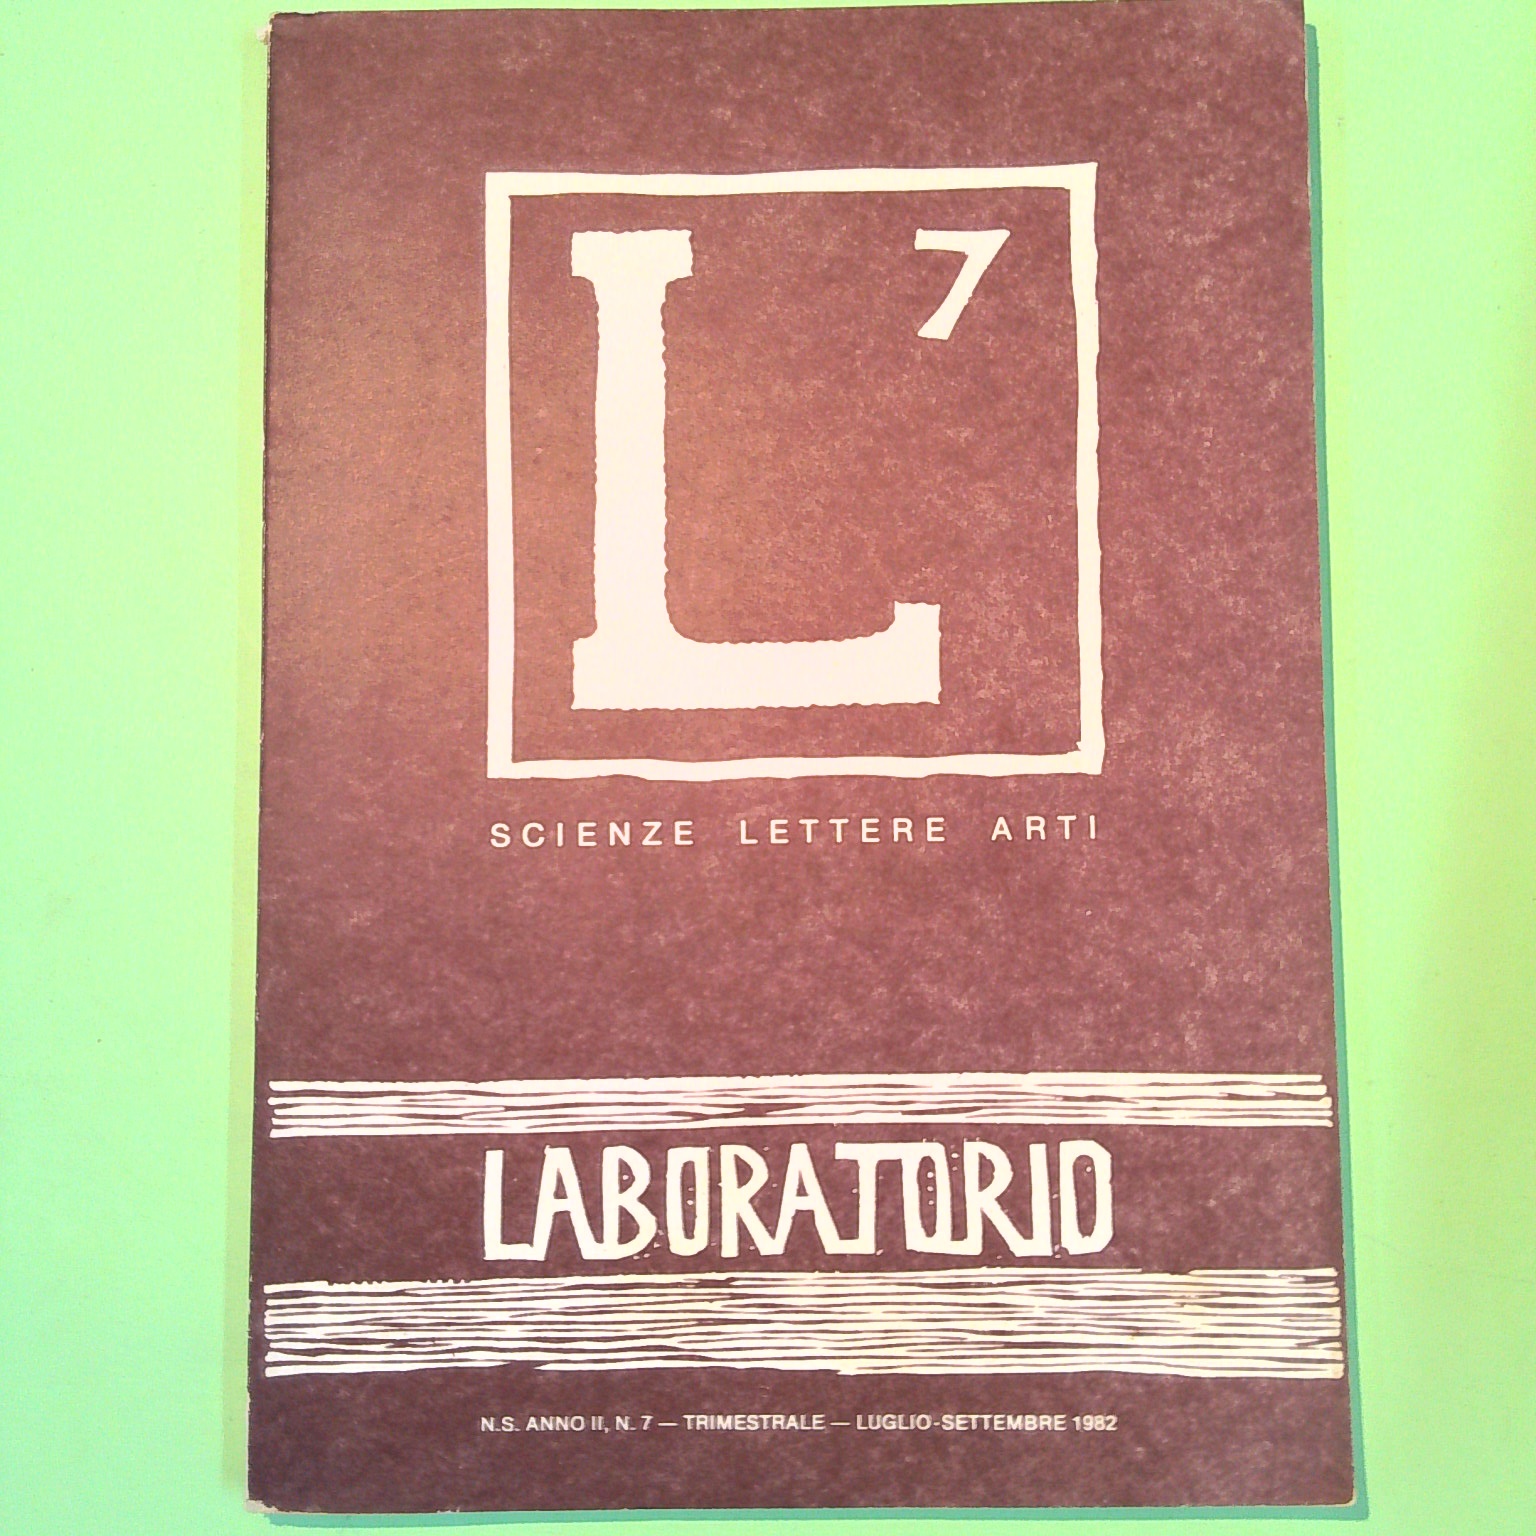 L 7
SCIENZE LETTERE ARTI
LABORATORIO
N.S. ANNO II, N. 7 — TRIMESTRALE — LUGLIO-SETTEMBRE 1982